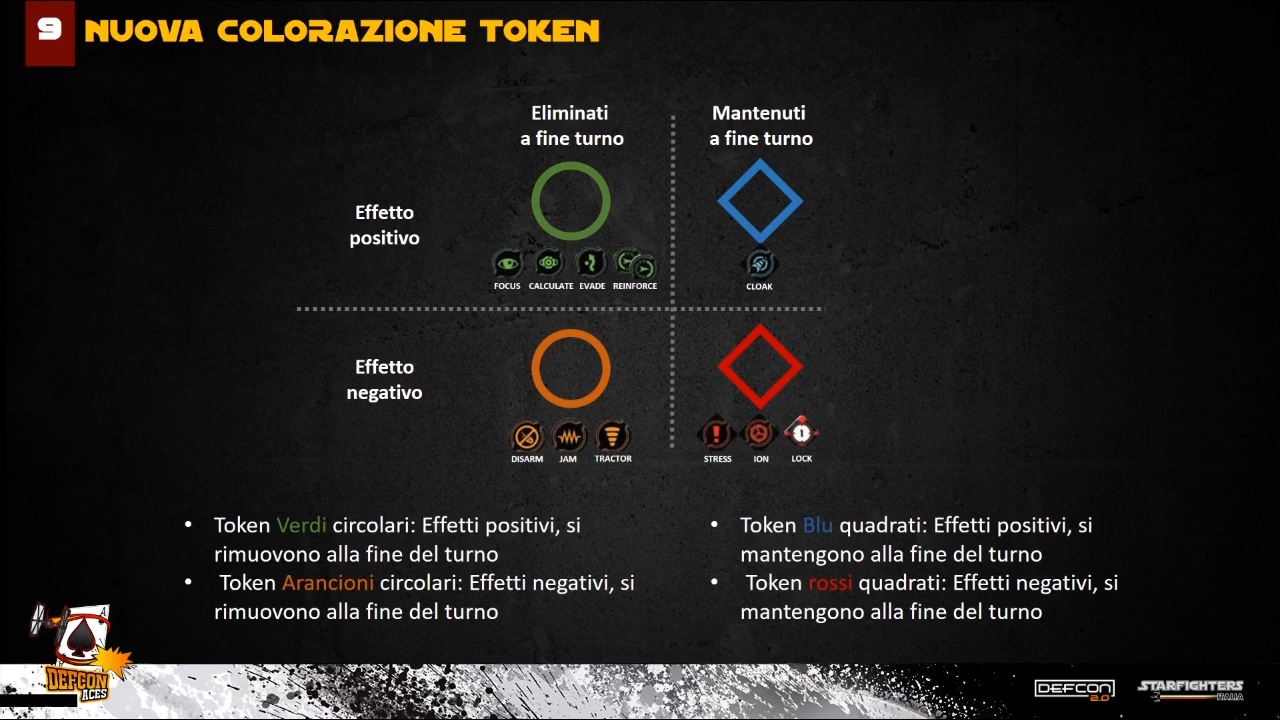 9
NUOVA COLORAZIONE TOKEN
Eliminati
a fine turno
Mantenuti
a fine turno
Effetto
positivo
FOCUS CALCULATE EVADE REINFORCE
CLOAK
Effetto
negativo
DISARM JAM TRACTOR
STRESS ION LOCK
• Token Verdi circolari: Effetti positivi, si
rimuovono alla fine del turno
• Token Arancioni circolari: Effetti negativi, si
rimuovono alla fine del turno
• Token Blu quadrati: Effetti positivi, si
mantengono alla fine del turno
• Token rossi quadrati: Effetti negativi, si
mantengono alla fine del turno
A
DEFCON
ACES
DEFCON
2.0
STARFIGHTERS
ITALIA